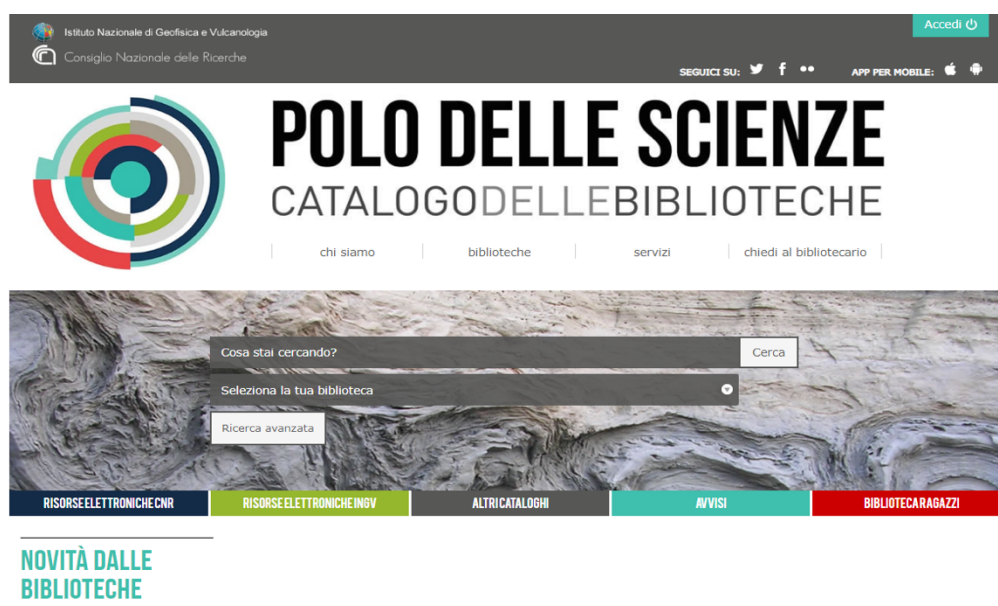 Istituto Nazionale di Geofisica e Vulcanologia
Accedi
Consiglio Nazionale delle Ricerche
SEGUICI SU:
APP PER MOBILE:
POLO DELLE SCIENZE
CATALOGODELLEBIBLIOTECHE
chi siamo
biblioteche
servizi
chiedi al bibliotecario
Cosa stai cercando?
Cerca
Seleziona la tua biblioteca
Ricerca avanzata
RISORSE ELETTRONICHE CNR
RISORSE ELETTRONICHE INGV
ALTRI CATALOGHI
AVVISI
BIBLIOTECA RAGAZZI
NOVITÀ DALLE
BIBLIOTECHE